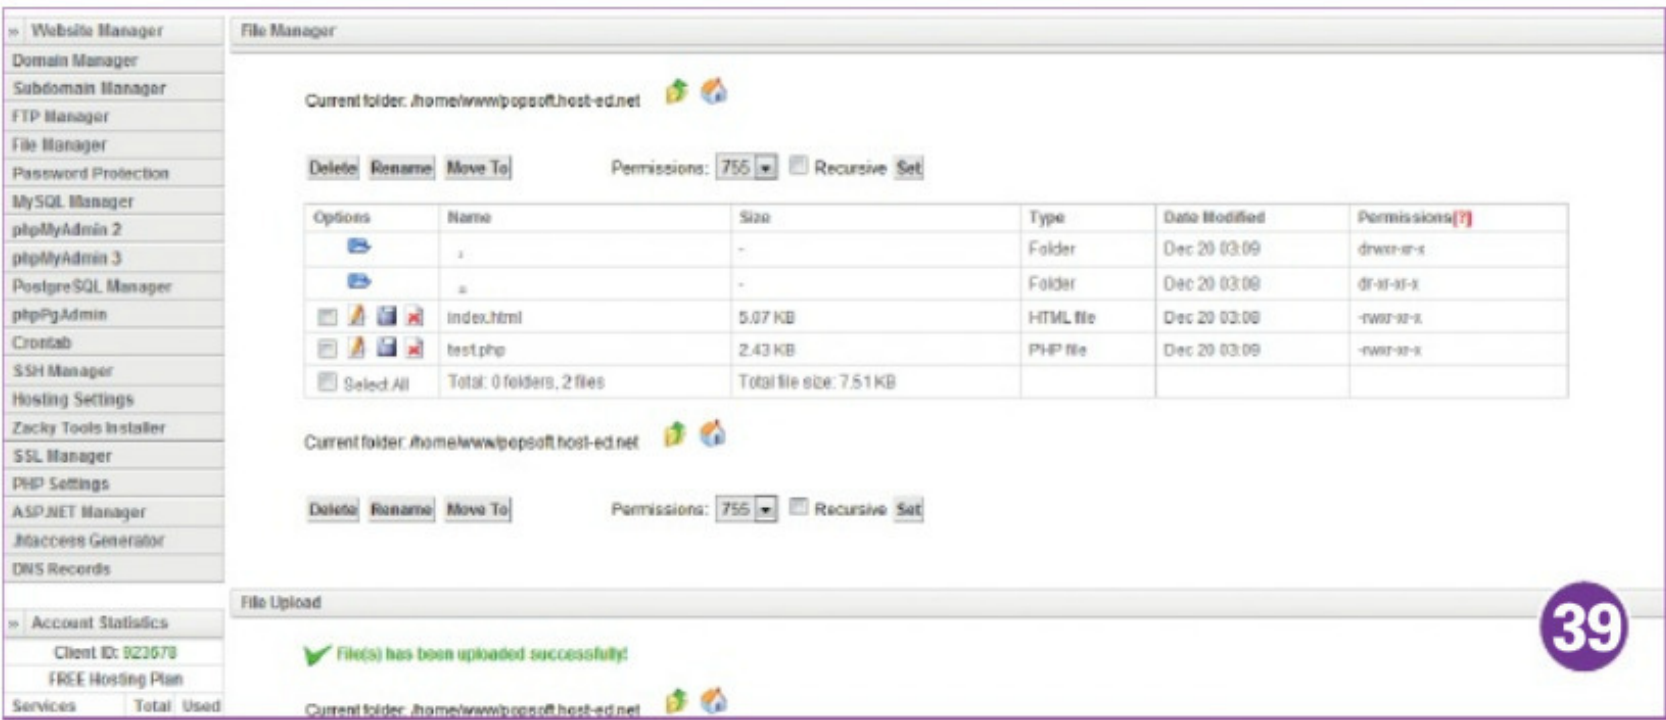 » Website Manager
Domain Manager
Subdomain Manager
FTP Manager
File Manager
Password Protection
MySQL Manager
phpMyAdmin 2
phpMyAdmin 3
PostgreSQL Manager
phpPgAdmin
Crontab
SSH Manager
Hosting Settings
Zacky Tools Installer
SSL Manager
PHP Settings
ASP.NET Manager
.htaccess Generator
DNS Records
» Account Statistics
Client ID: 923678
FREE Hosting Plan
Services Total Used
File Manager
Current folder: /home/www/popsoft.host-ed.net
Delete Rename Move To Permissions: 755 Recursive Set
Options Name Size Type Date Modified Permissions[?]
. - Folder Dec 20 03:09 drwxr-xr-x
.. - Folder Dec 20 03:08 dr-xr-xr-x
index.html 5.07 KB HTML file Dec 20 03:08 -rwxr-xr-x
test.php 2.43 KB PHP file Dec 20 03:09 -rwxr-xr-x
Select All Total: 0 folders, 2 files Total file size: 7.51 KB
Current folder: /home/www/popsoft.host-ed.net
Delete Rename Move To Permissions: 755 Recursive Set
File Upload
File(s) has been uploaded successfully!
Current folder: /home/www/popsoft.host-ed.net
39